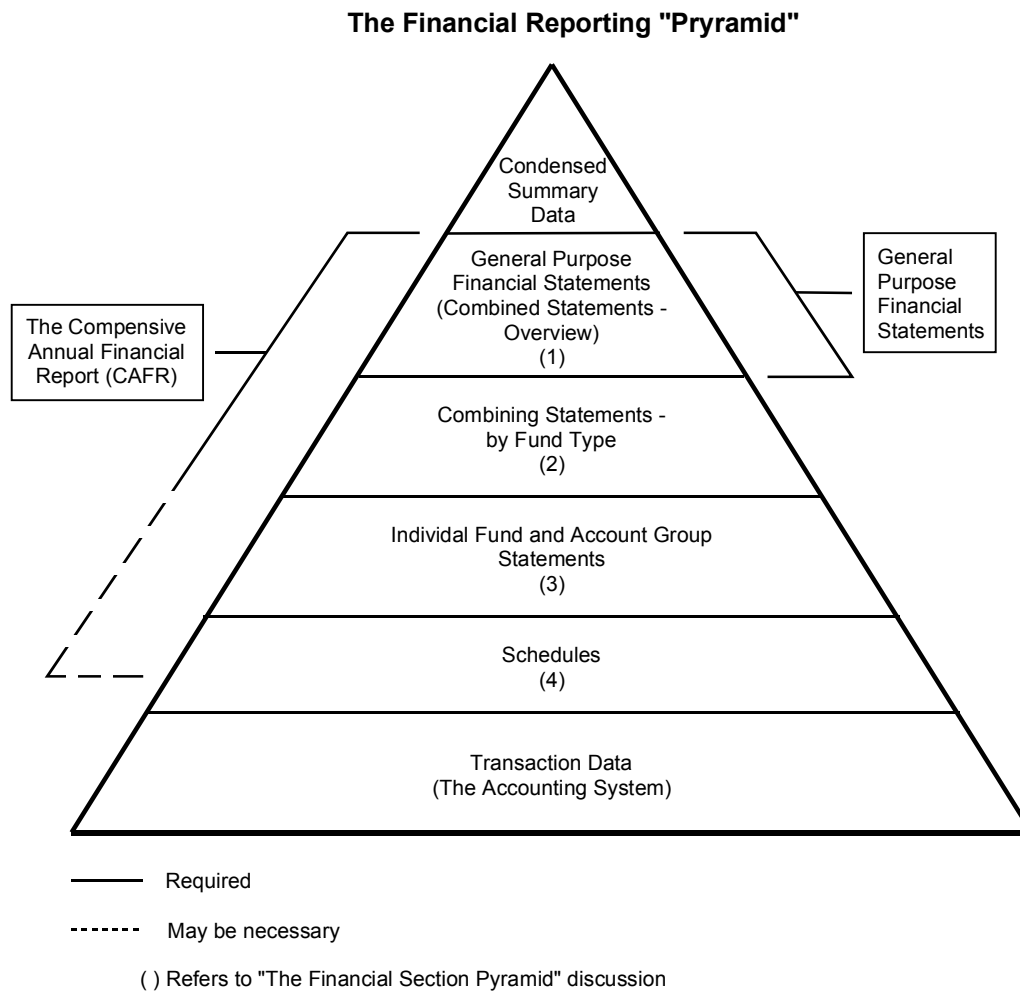 The Financial Reporting "Pryramid"
Condensed
Summary
Data
General Purpose
Financial Statements
(Combined Statements -
Overview)
(1)
General
Purpose
Financial
Statements
The Compensive
Annual Financial
Report (CAFR)
Combining Statements -
by Fund Type
(2)
Individal Fund and Account Group
Statements
(3)
Schedules
(4)
Transaction Data
(The Accounting System)
Required
May be necessary
( ) Refers to "The Financial Section Pyramid" discussion